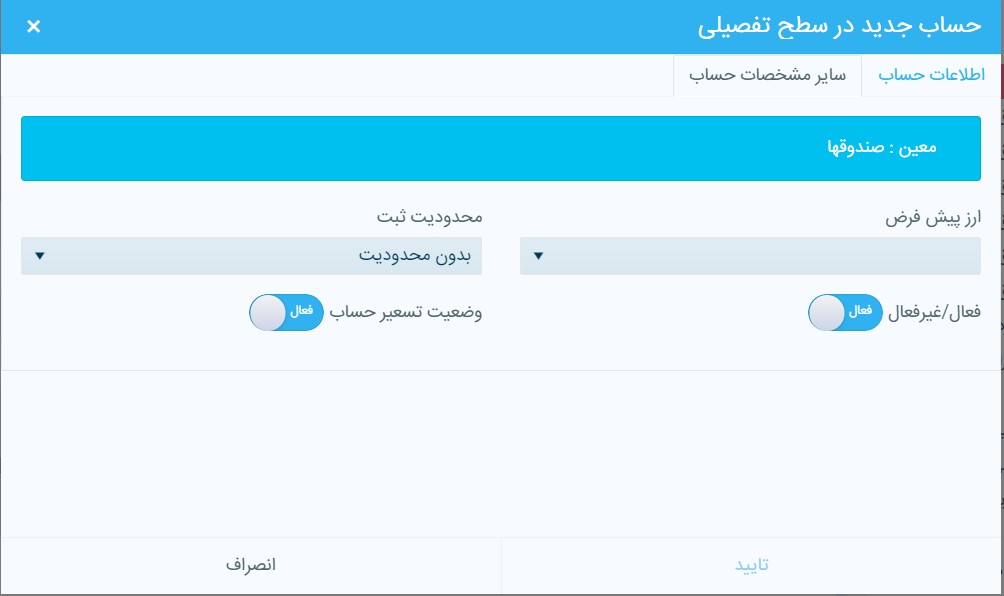 حساب جدید در سطح تفصیلی
اطلاعات حساب
سایر مشخصات حساب
معین : صندوقها
ارز پیش فرض
محدودیت ثبت
بدون محدودیت
فعال/غیرفعال فعال
وضعیت تسعیر حساب فعال
تایید
انصراف